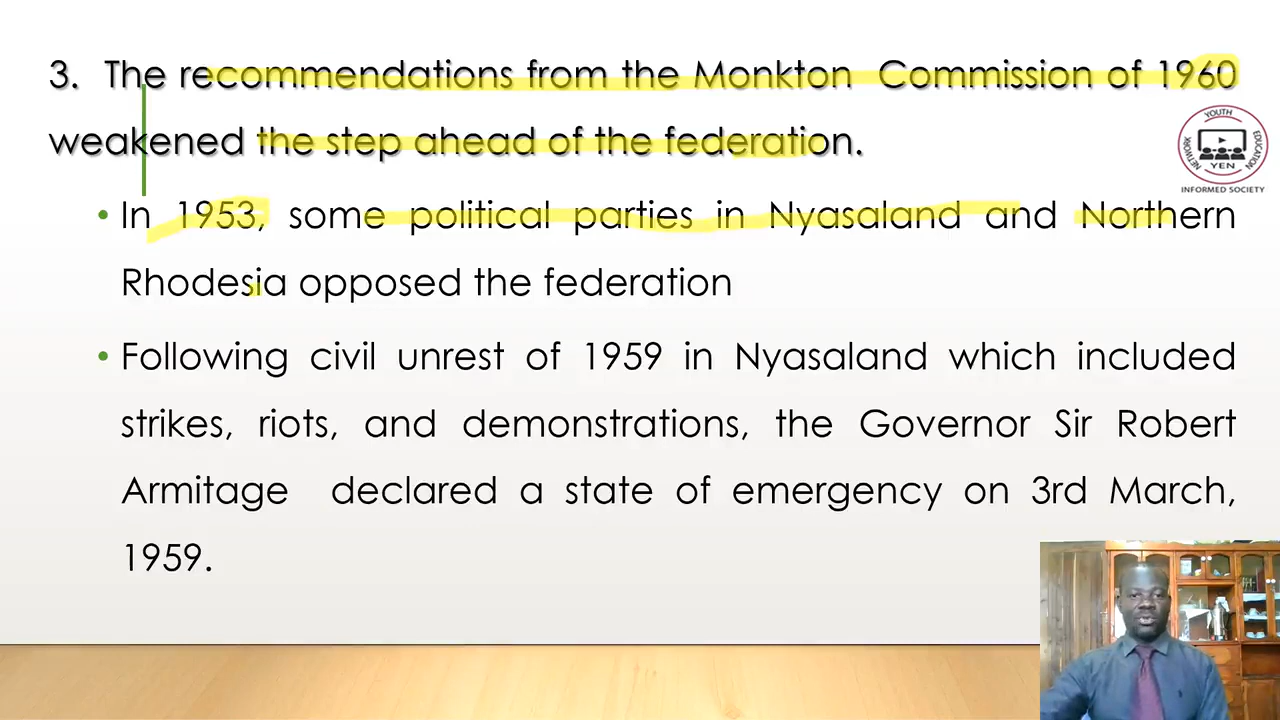 3. The recommendations from the Monkton Commission of 1960
weakened the step ahead of the federation.
• In 1953, some political parties in Nyasaland and Northern
Rhodesia opposed the federation
• Following civil unrest of 1959 in Nyasaland which included
strikes, riots, and demonstrations, the Governor Sir Robert
Armitage declared a state of emergency on 3rd March,
1959.
YOUTH
EDUCATION
NETWORK
YEN
INFORMED SOCIETY